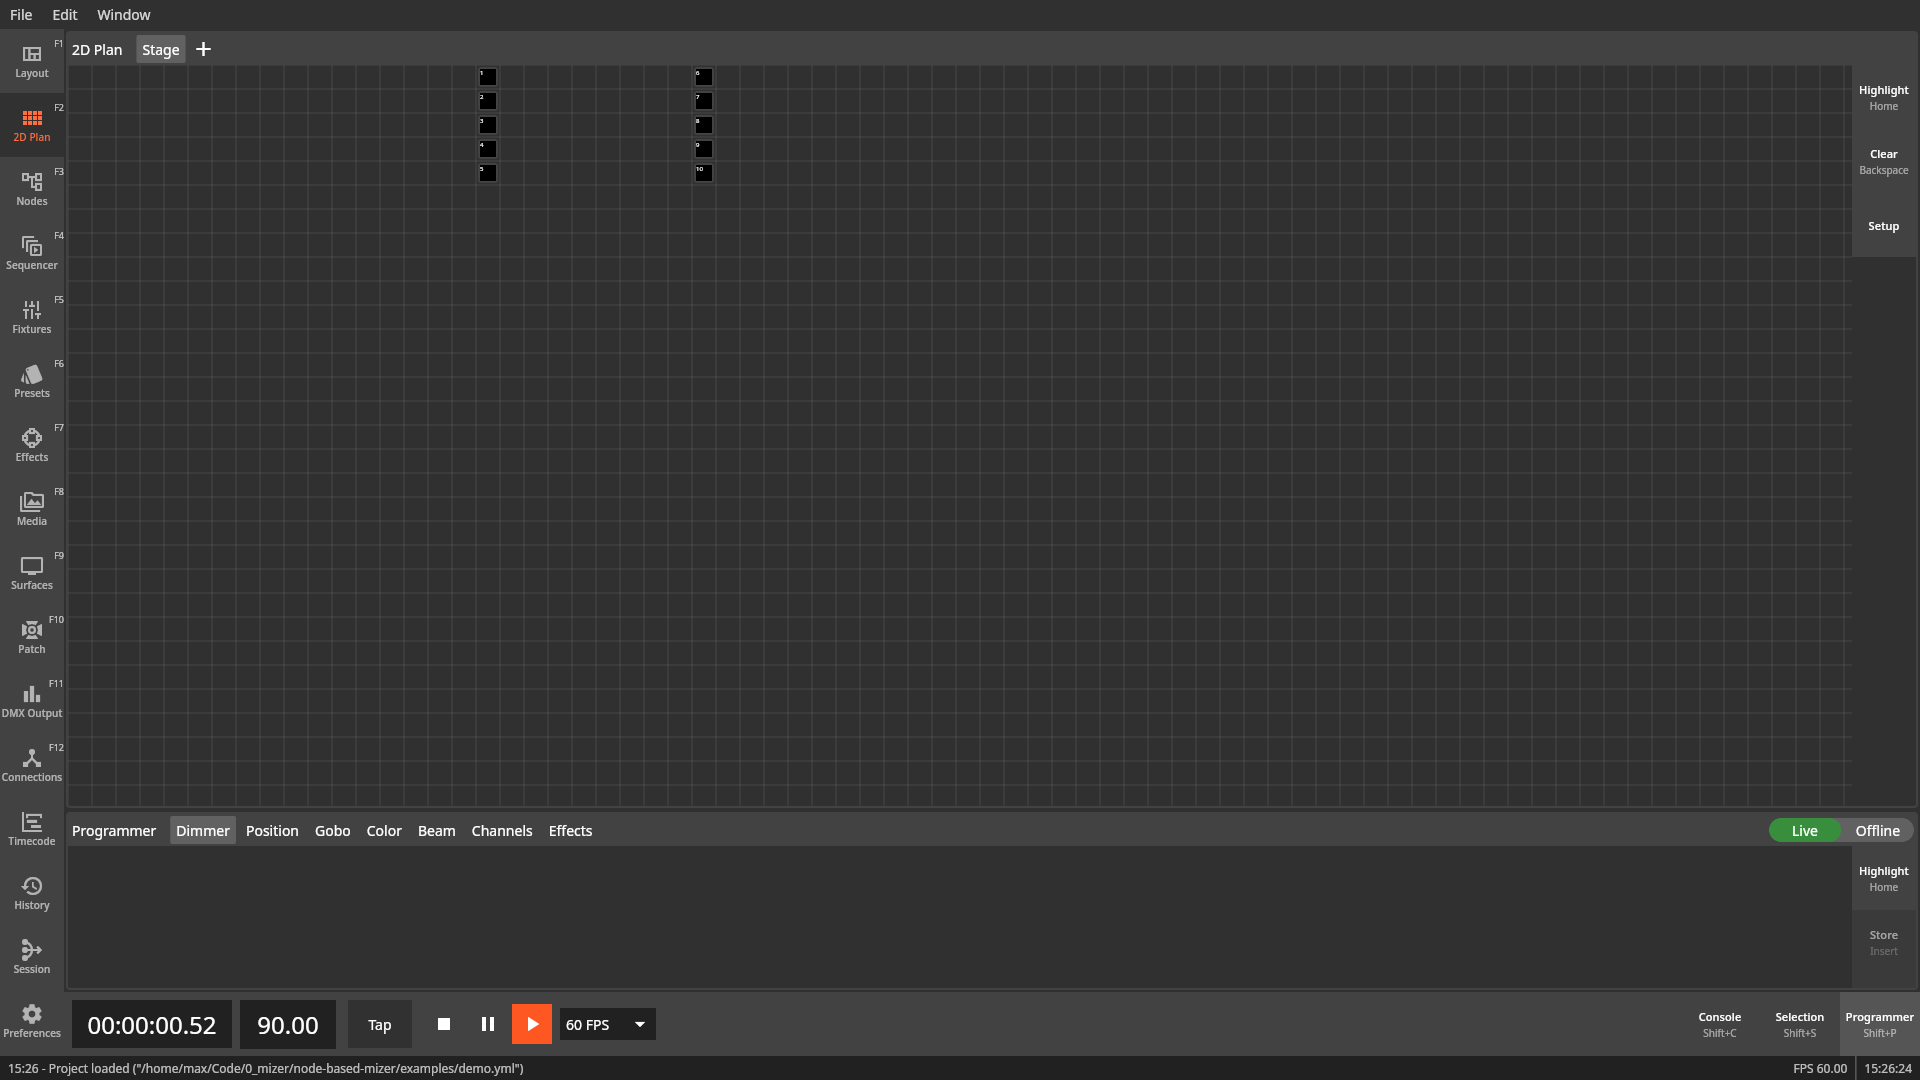 File Edit Window
F1
Layout
F2
2D Plan
F3
Nodes
F4
Sequencer
F5
Fixtures
F6
Presets
F7
Effects
F8
Media
F9
Surfaces
F10
Patch
F11
DMX Output
F12
Connections
Timecode
History
Session
Preferences
2D Plan Stage +
1 6
2 7
3 8
4 9
5 10
Highlight
Home
Clear
Backspace
Setup
Programmer Dimmer Position Gobo Color Beam Channels Effects Live Offline
Highlight
Home
Store
Insert
00:00:00.52 90.00 Tap 60 FPS
Console
Shift+C
Selection
Shift+S
Programmer
Shift+P
15:26 - Project loaded ("/home/max/Code/0_mizer/node-based-mizer/examples/demo.yml") FPS 60.00 15:26:24